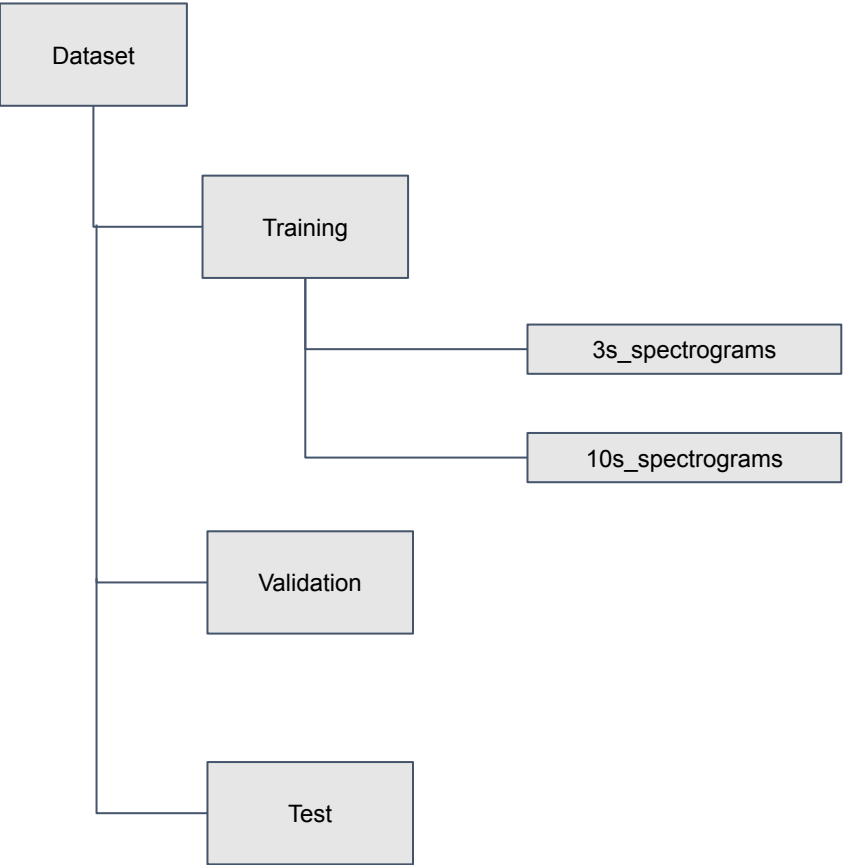 Dataset
Training
3s_spectrograms
10s_spectrograms
Validation
Test